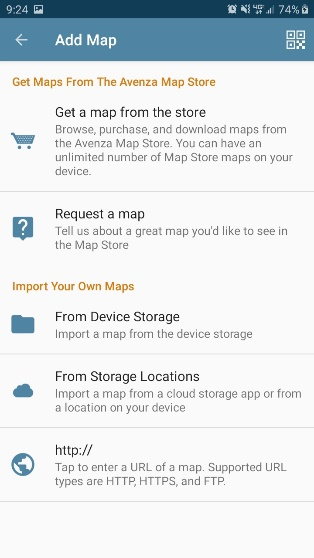 9:24
74%
Add Map
Get Maps From The Avenza Map Store
Get a map from the store
Browse, purchase, and download maps from
the Avenza Map Store. You can have an
unlimited number of Map Store maps on your
device.
Request a map
Tell us about a great map you'd like to see in
the Map Store
Import Your Own Maps
From Device Storage
Import a map from the device storage
From Storage Locations
Import a map from a cloud storage app or from
a location on your device
http://
Tap to enter a URL of a map. Supported URL
types are HTTP, HTTPS, and FTP.